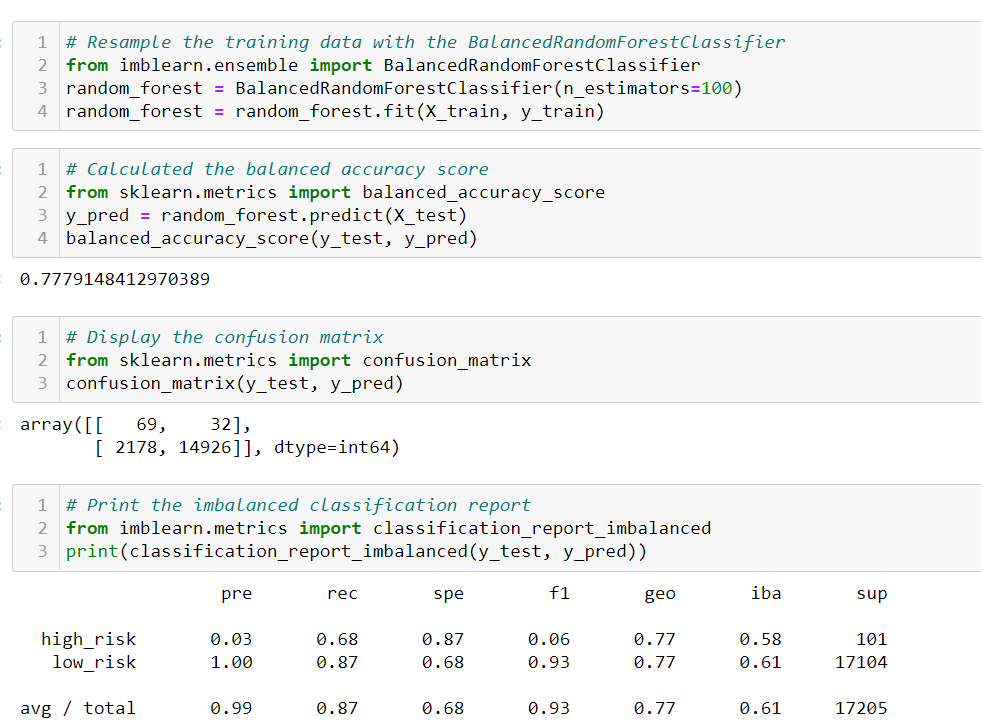 1 # Resample the training data with the BalancedRandomForestClassifier
2 from imblearn.ensemble import BalancedRandomForestClassifier
3 random_forest = BalancedRandomForestClassifier(n_estimators=100)
4 random_forest = random_forest.fit(X_train, y_train)
1 # Calculated the balanced accuracy score
2 from sklearn.metrics import balanced_accuracy_score
3 y_pred = random_forest.predict(X_test)
4 balanced_accuracy_score(y_test, y_pred)
0.7779148412970389
1 # Display the confusion matrix
2 from sklearn.metrics import confusion_matrix
3 confusion_matrix(y_test, y_pred)
array([[   69,    32],
       [ 2178, 14926]], dtype=int64)
1 # Print the imbalanced classification report
2 from imblearn.metrics import classification_report_imbalanced
3 print(classification_report_imbalanced(y_test, y_pred))
pre rec spe f1 geo iba sup
high_risk 0.03 0.68 0.87 0.06 0.77 0.58 101
low_risk 1.00 0.87 0.68 0.93 0.77 0.61 17104
avg / total 0.99 0.87 0.68 0.93 0.77 0.61 17205